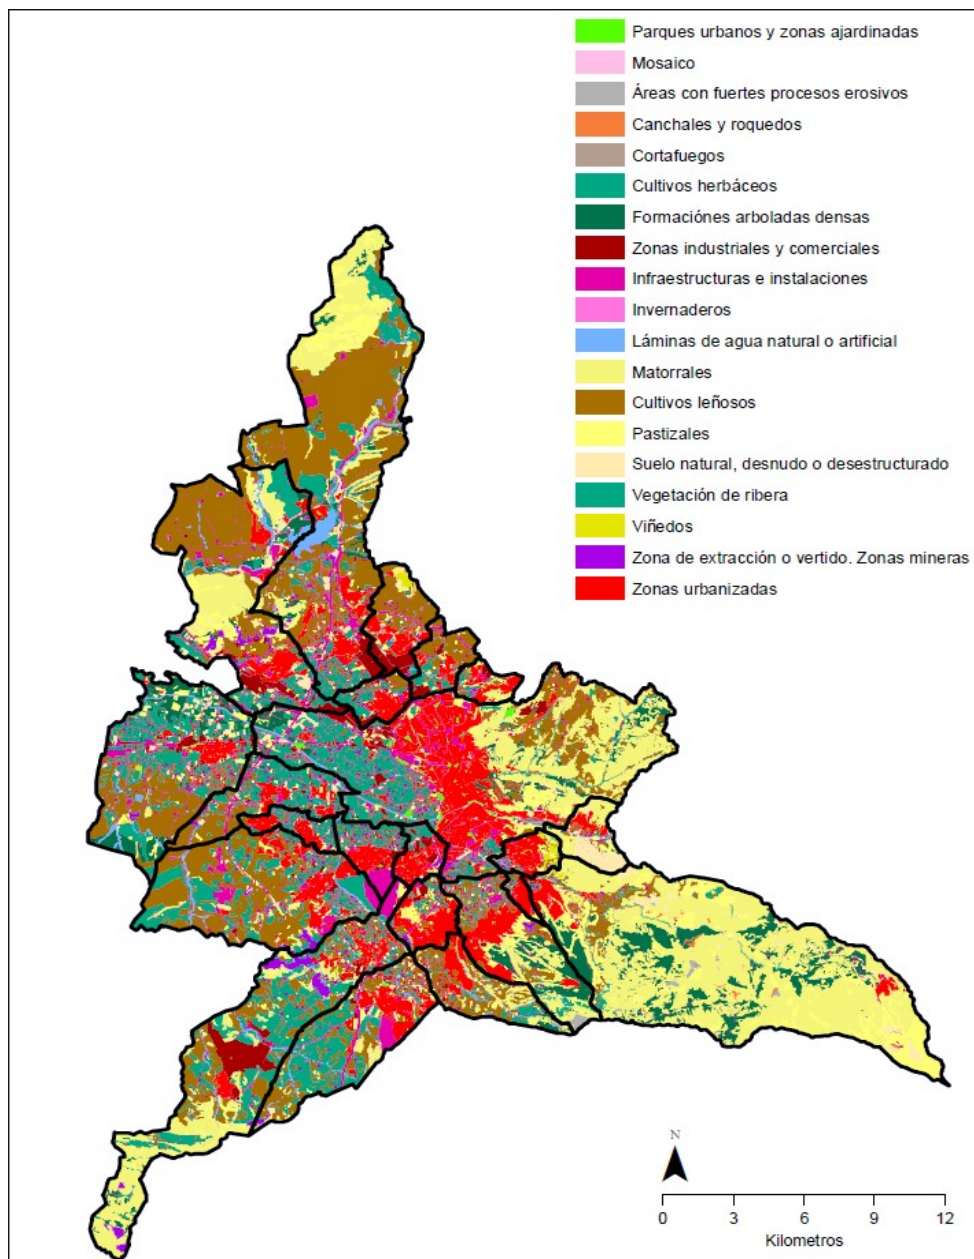 Parques urbanos y zonas ajardinadas
Mosaico
Áreas con fuertes procesos erosivos
Canchales y roquedos
Cortafuegos
Cultivos herbáceos
Formaciónes arboladas densas
Zonas industriales y comerciales
Infraestructuras e instalaciones
Invernaderos
Láminas de agua natural o artificial
Matorrales
Cultivos leñosos
Pastizales
Suelo natural, desnudo o desestructurado
Vegetación de ribera
Viñedos
Zona de extracción o vertido. Zonas mineras
Zonas urbanizadas
N
0 3 6 9 12
Kilometros